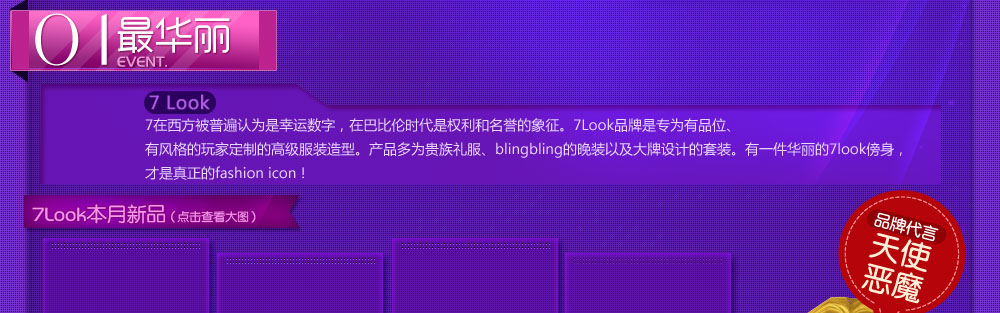 01 最华丽
EVENT.
7 Look
7在西方被普遍认为是幸运数字，在巴比伦时代是权利和名誉的象征。7Look品牌是专为有品位、
有风格的玩家定制的高级服装造型。产品多为贵族礼服、blingbling的晚装以及大牌设计的套装。有一件华丽的7look傍身，
才是真正的fashion icon！
7Look本月新品（点击查看大图）
品牌代言
天使
恶魔